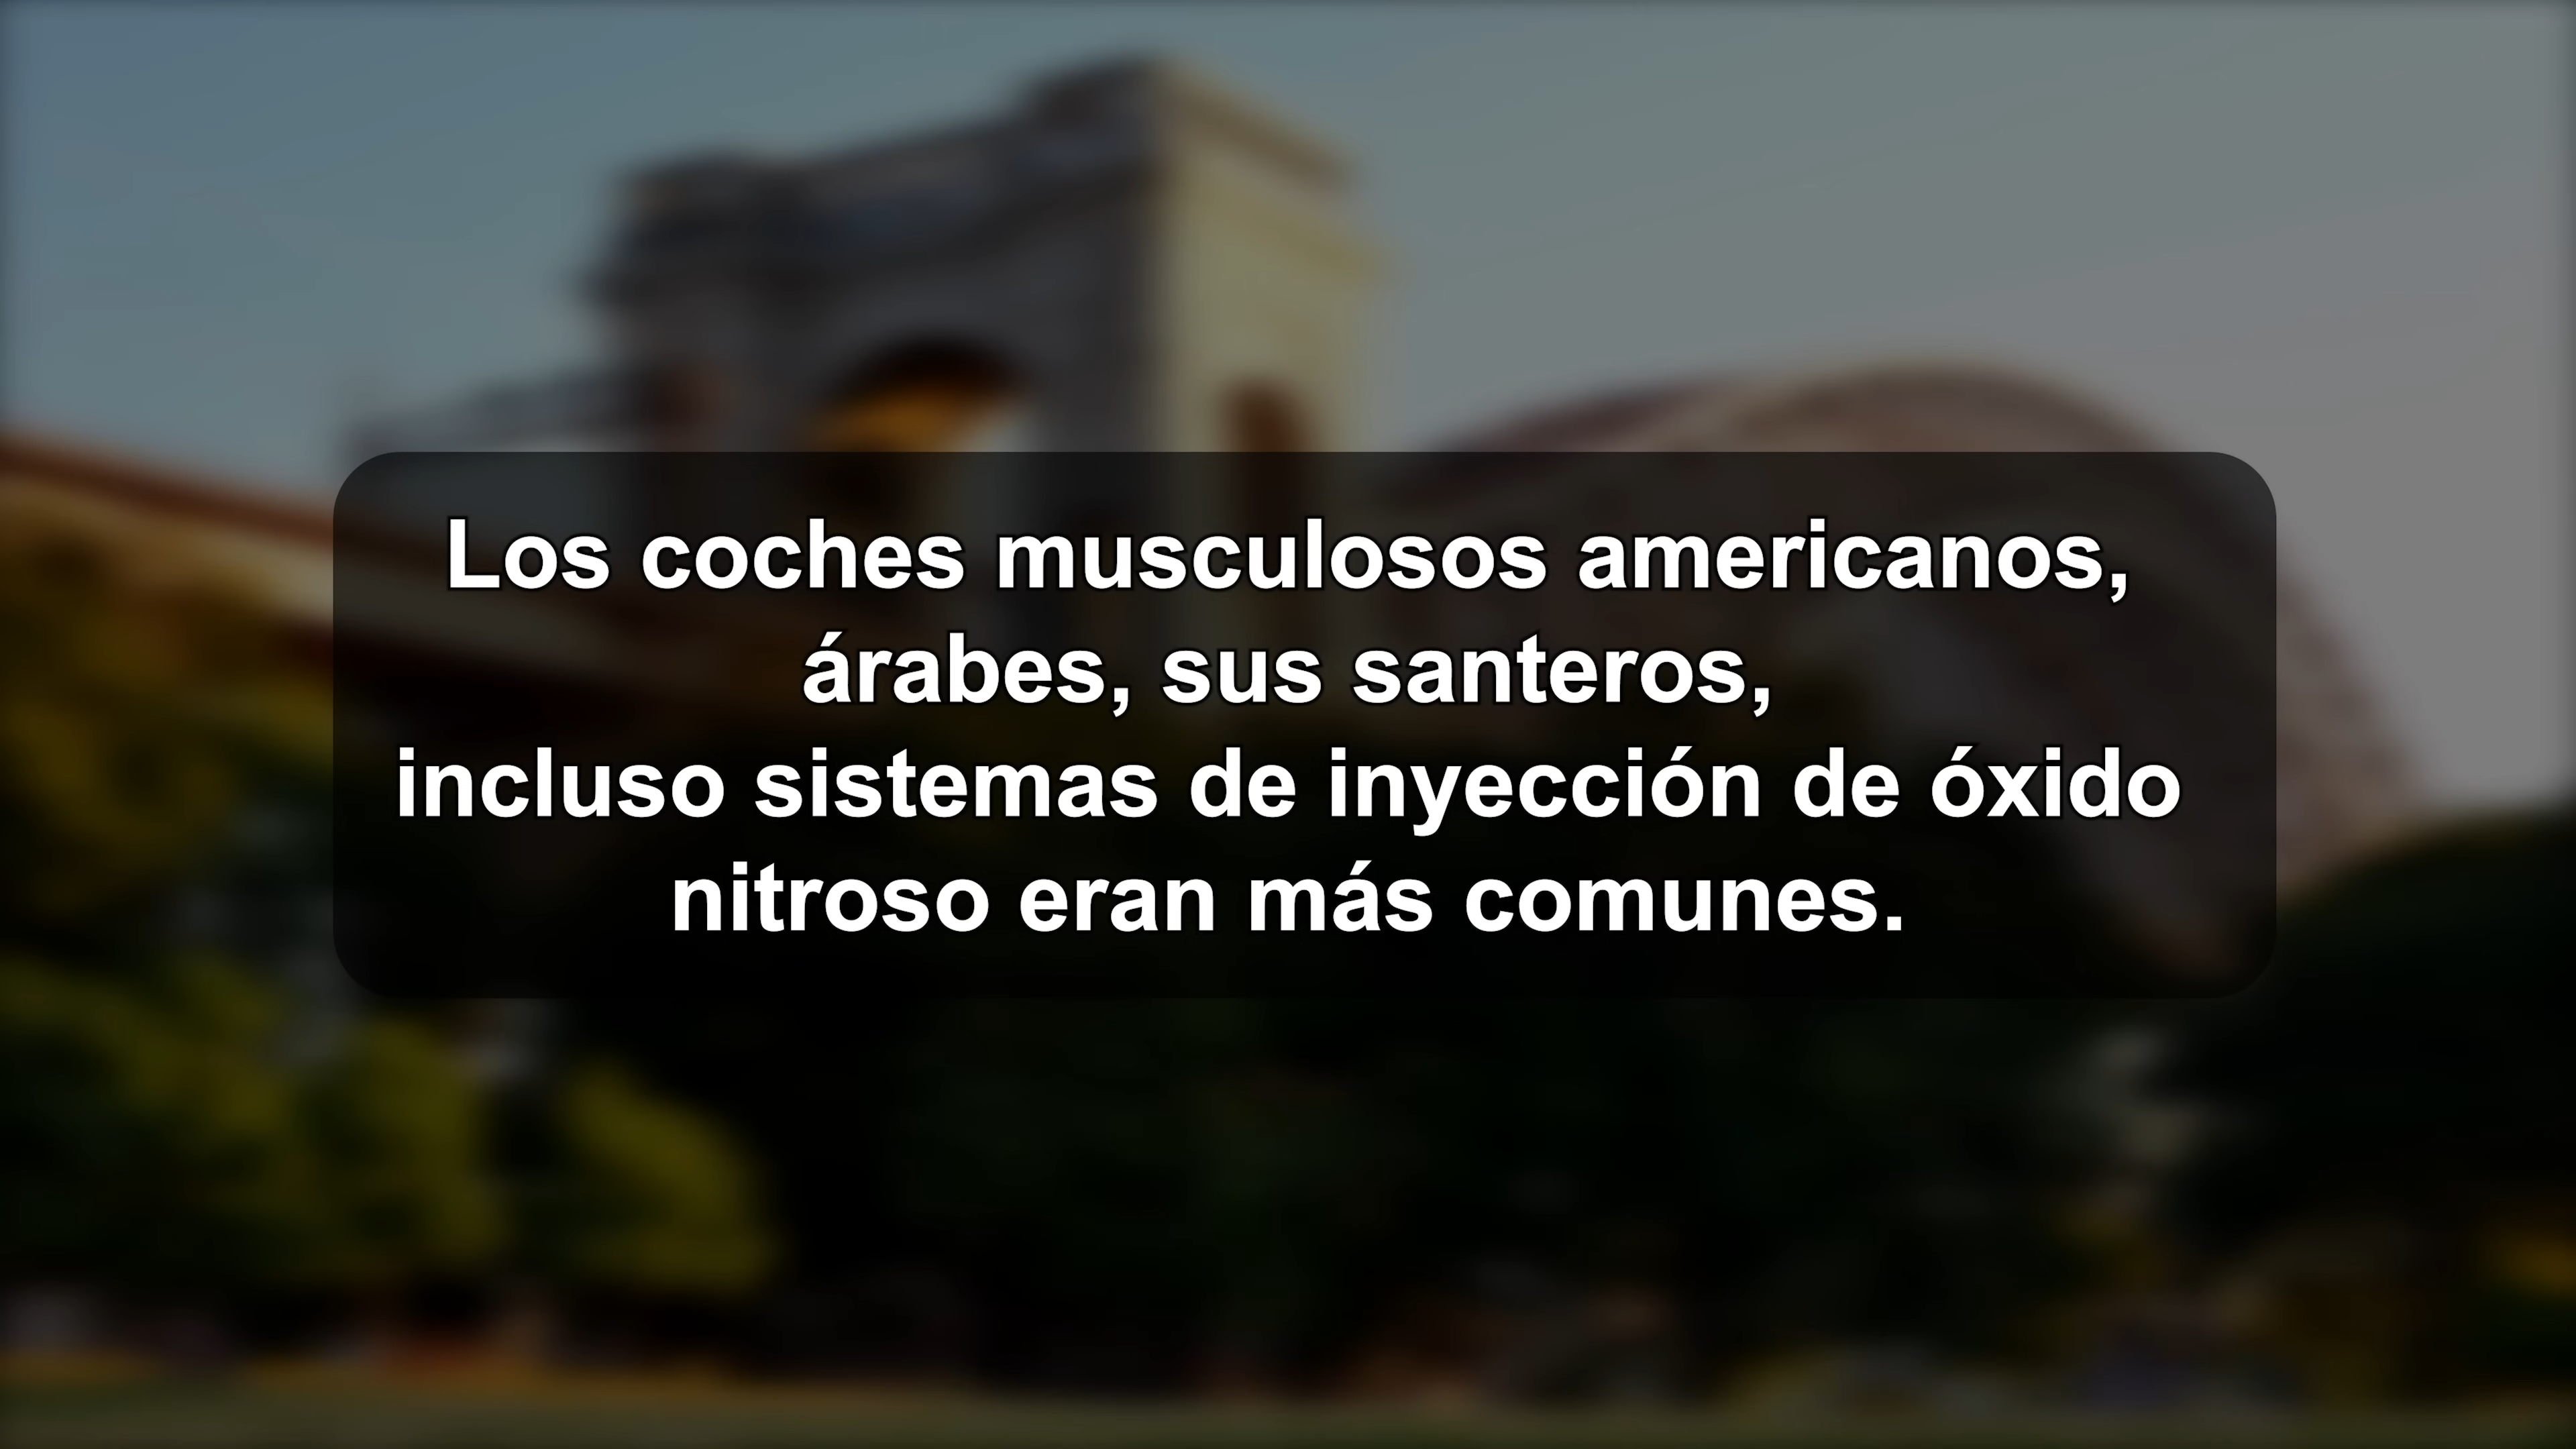 Los coches musculosos americanos,
árabes, sus santeros,
incluso sistemas de inyección de óxido
nitroso eran más comunes.